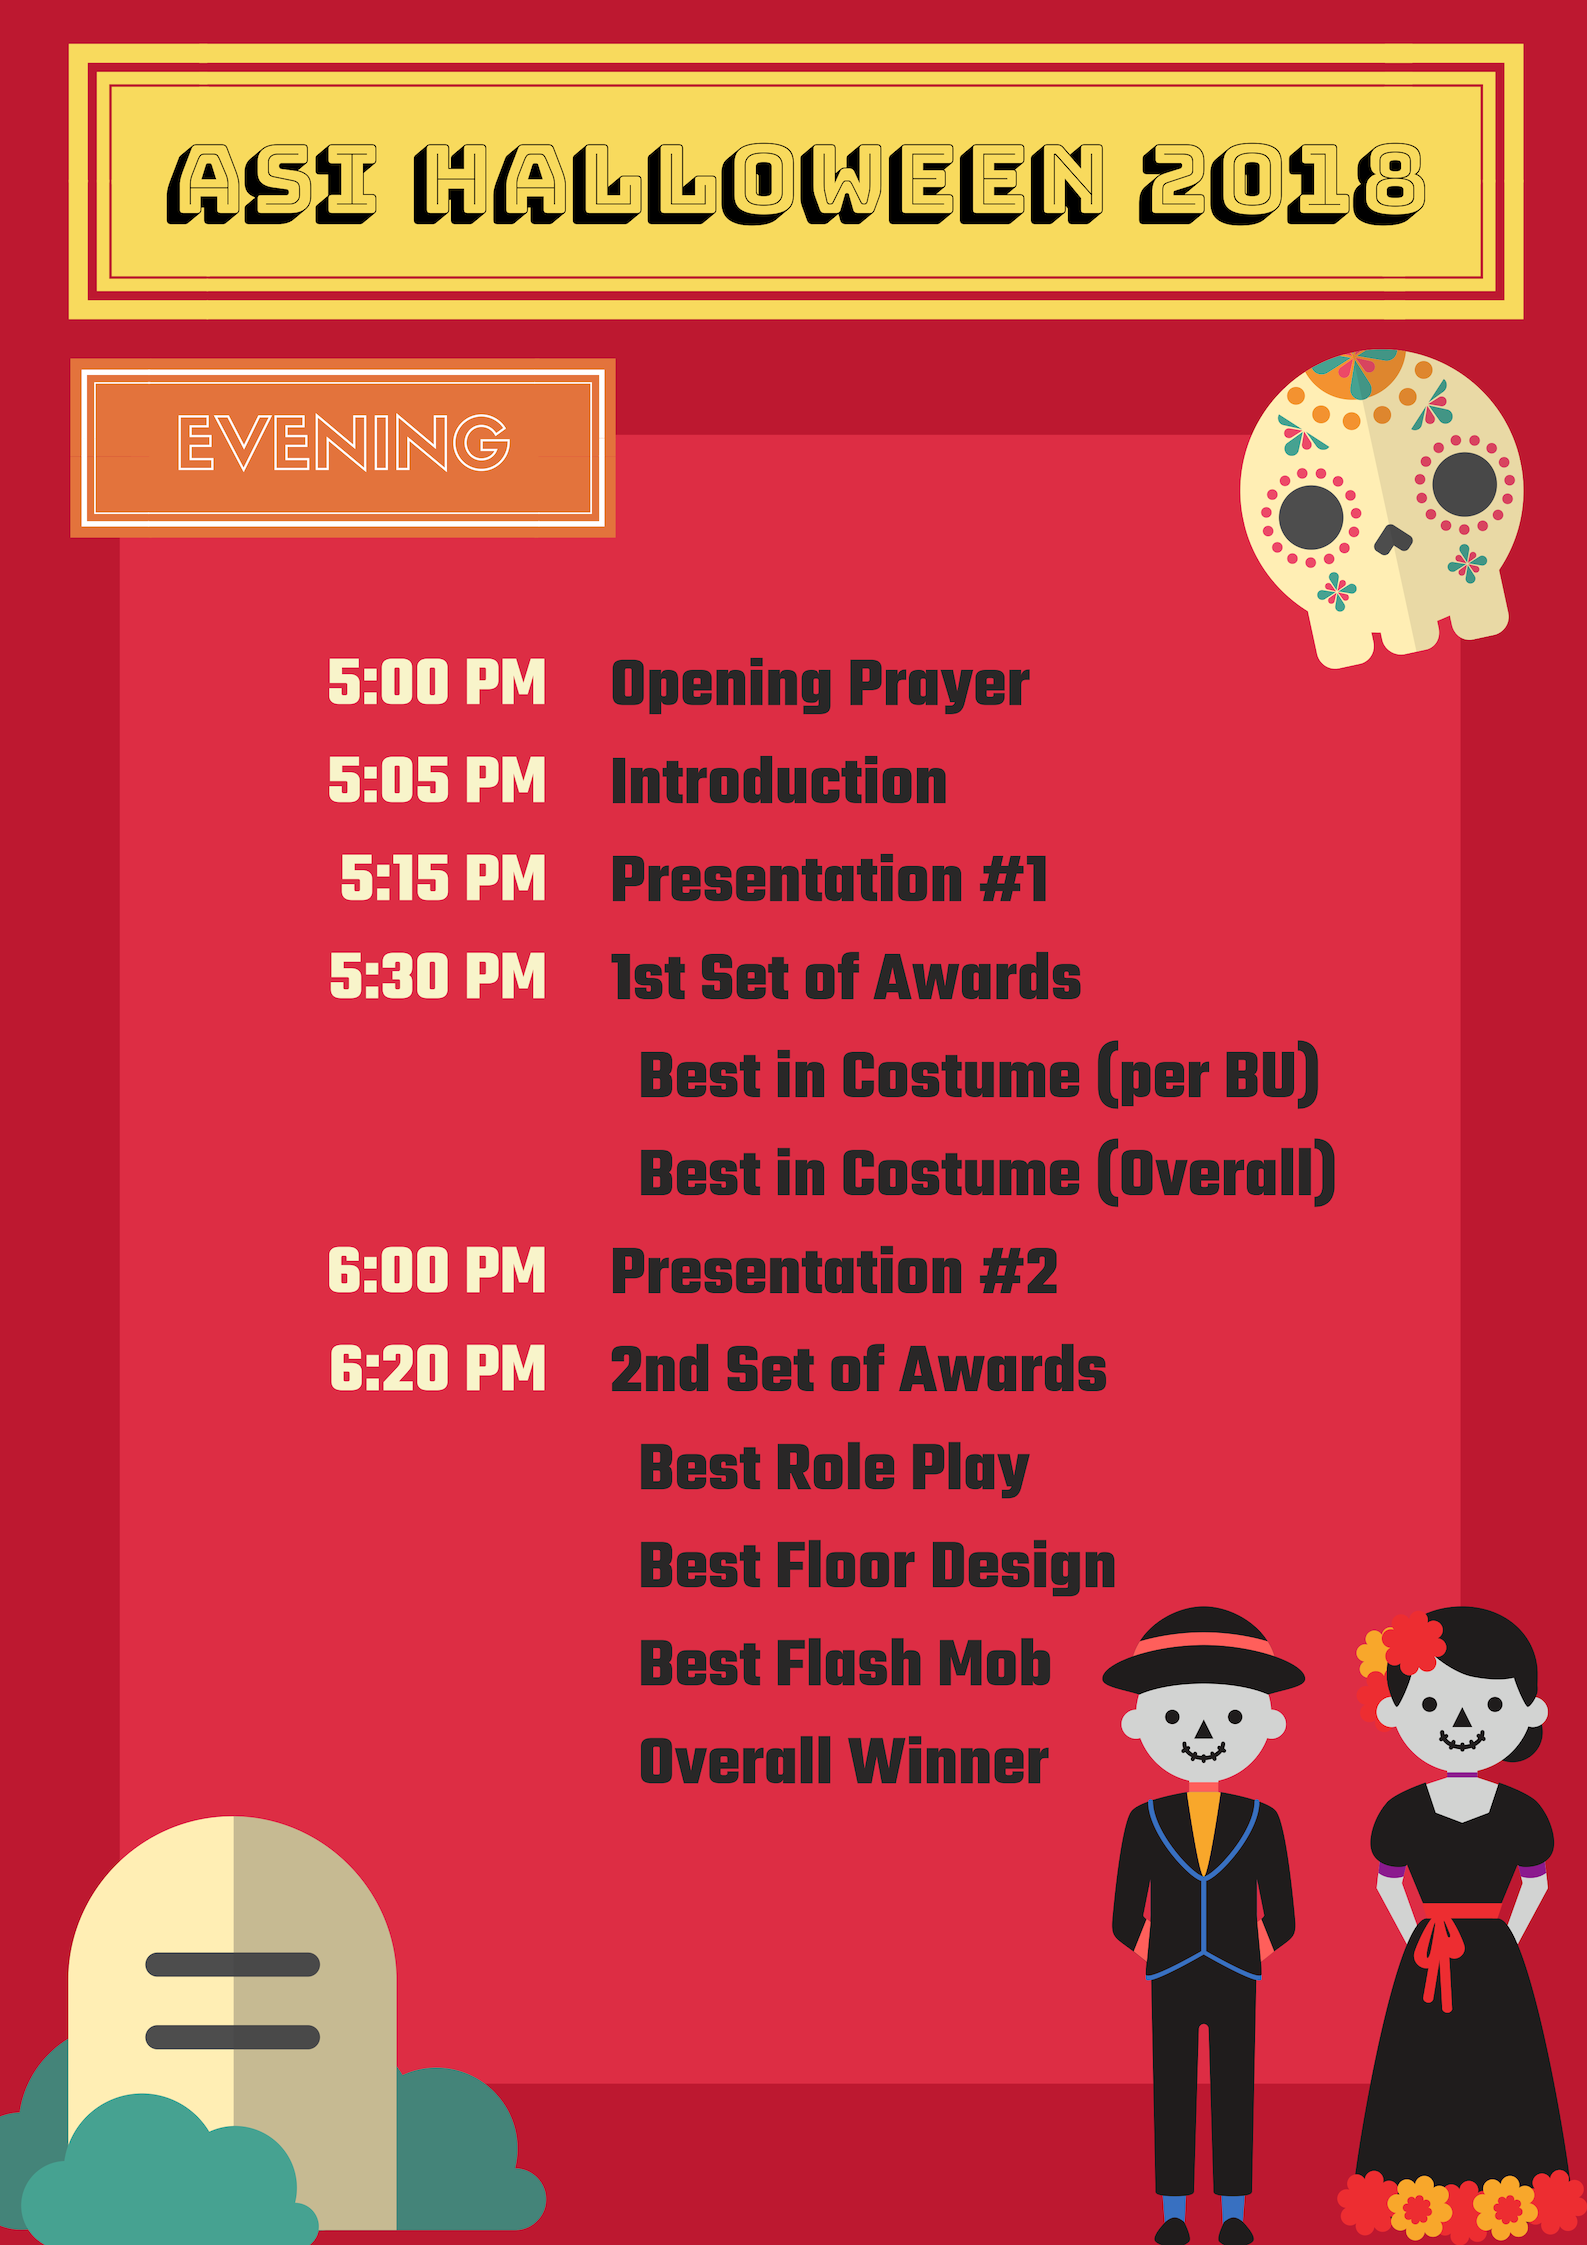 ASI HALLOWEEN 2018
EVENING
5:00 PM Opening Prayer
5:05 PM Introduction
5:15 PM Presentation #1
5:30 PM 1st Set of Awards
Best in Costume (per BU)
Best in Costume (Overall)
6:00 PM Presentation #2
6:20 PM 2nd Set of Awards
Best Role Play
Best Floor Design
Best Flash Mob
Overall Winner